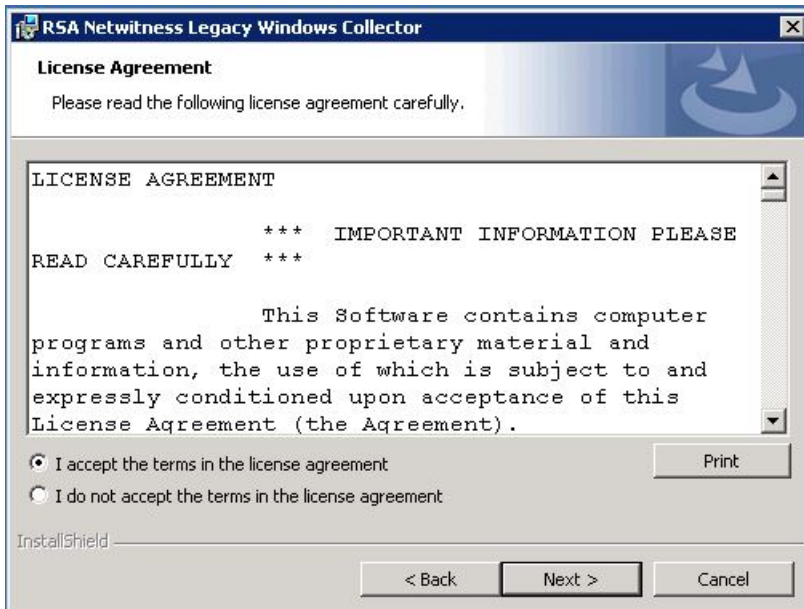 RSA Netwitness Legacy Windows Collector
License Agreement
Please read the following license agreement carefully.
LICENSE AGREEMENT
*** IMPORTANT INFORMATION PLEASE
READ CAREFULLY ***
This Software contains computer
programs and other proprietary material and
information, the use of which is subject to and
expressly conditioned upon acceptance of this
License Agreement (the Agreement).
I accept the terms in the license agreement
Print
I do not accept the terms in the license agreement
InstallShield
< Back
Next >
Cancel